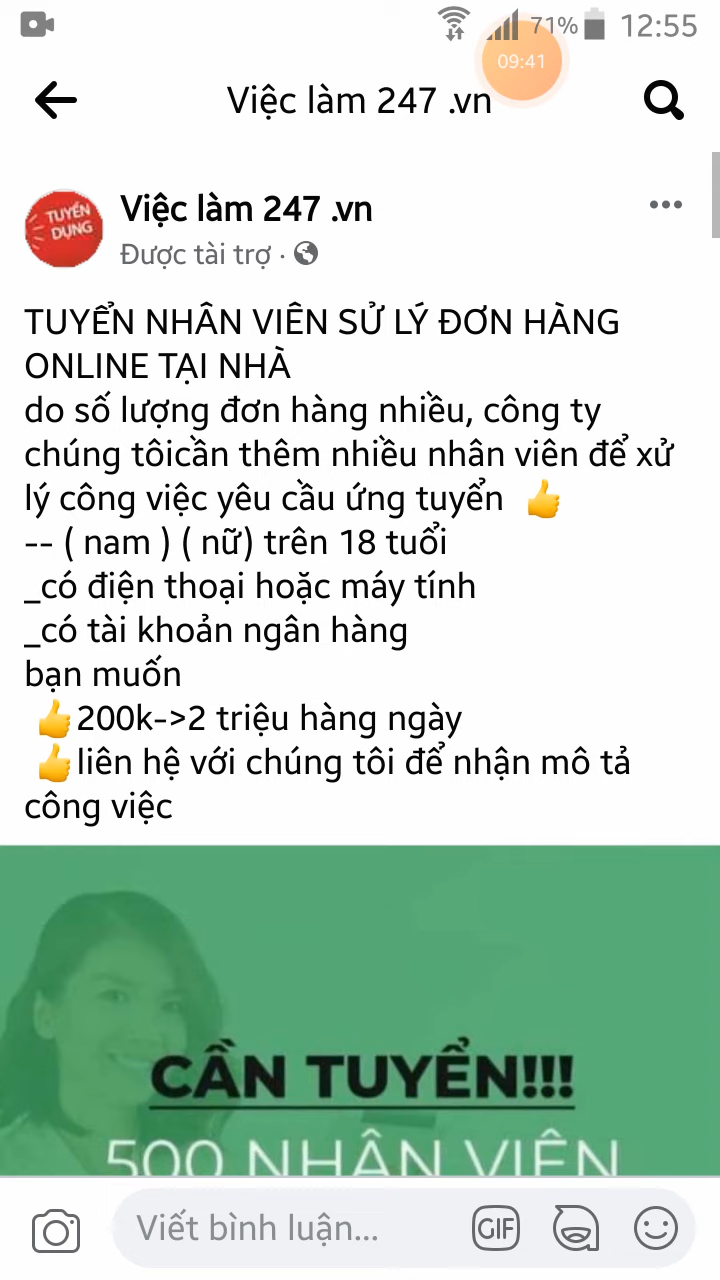 71% 12:55
09:41
Việc làm 247 .vn
TUYỂN
DỤNG
Việc làm 247 .vn
Được tài trợ ·
TUYỂN NHÂN VIÊN SỬ LÝ ĐƠN HÀNG
ONLINE TẠI NHÀ
do số lượng đơn hàng nhiều, công ty
chúng tôicần thêm nhiều nhân viên để xử
lý công việc yêu cầu ứng tuyển 👍
-- ( nam ) ( nữ) trên 18 tuổi
_có điện thoại hoặc máy tính
_có tài khoản ngân hàng
bạn muốn
👍200k->2 triệu hàng ngày
👍liên hệ với chúng tôi để nhận mô tả
công việc
CẦN TUYỂN!!!
500 NHÂN VIÊN
Viết bình luận...
GIF